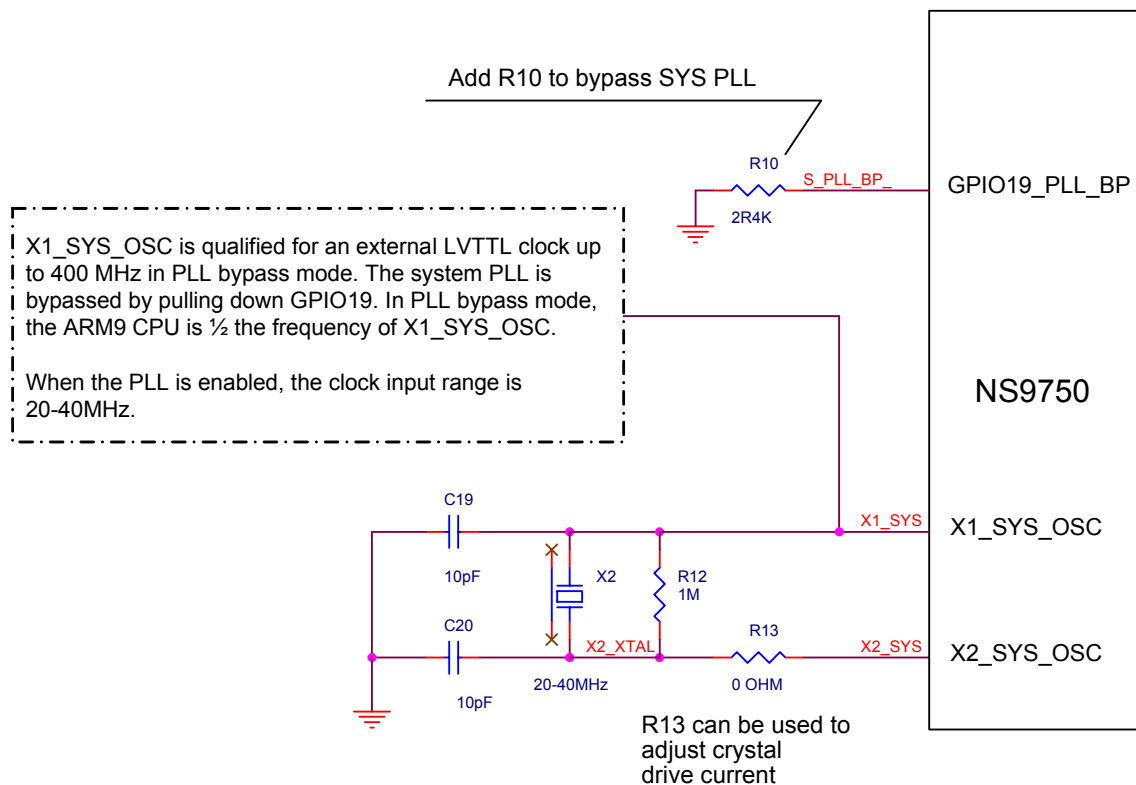 Add R10 to bypass SYS PLL
R10
S_PLL_BP_
GPIO19_PLL_BP
2R4K
X1_SYS_OSC is qualified for an external LVTTL clock up
to 400 MHz in PLL bypass mode. The system PLL is
bypassed by pulling down GPIO19. In PLL bypass mode,
the ARM9 CPU is ½ the frequency of X1_SYS_OSC.
When the PLL is enabled, the clock input range is
20-40MHz.
NS9750
C19
X1_SYS
X1_SYS_OSC
10pF
X2
R12
1M
C20
R13
X2_XTAL
X2_SYS
X2_SYS_OSC
10pF
20-40MHz
0 OHM
R13 can be used to
adjust crystal
drive current